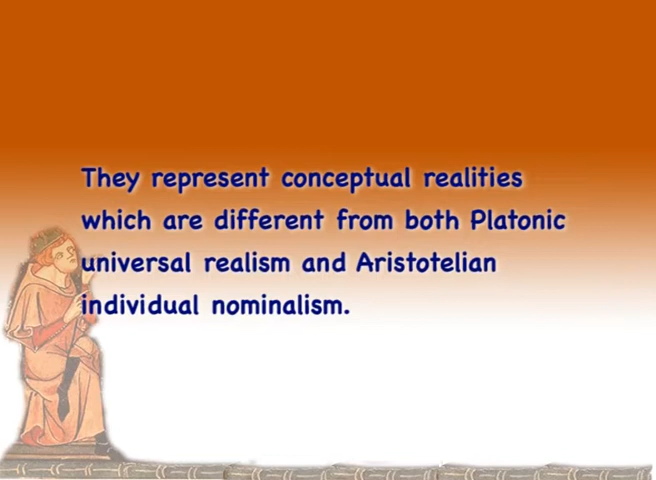 They represent conceptual realities
which are different from both Platonic
universal realism and Aristotelian
individual nominalism.